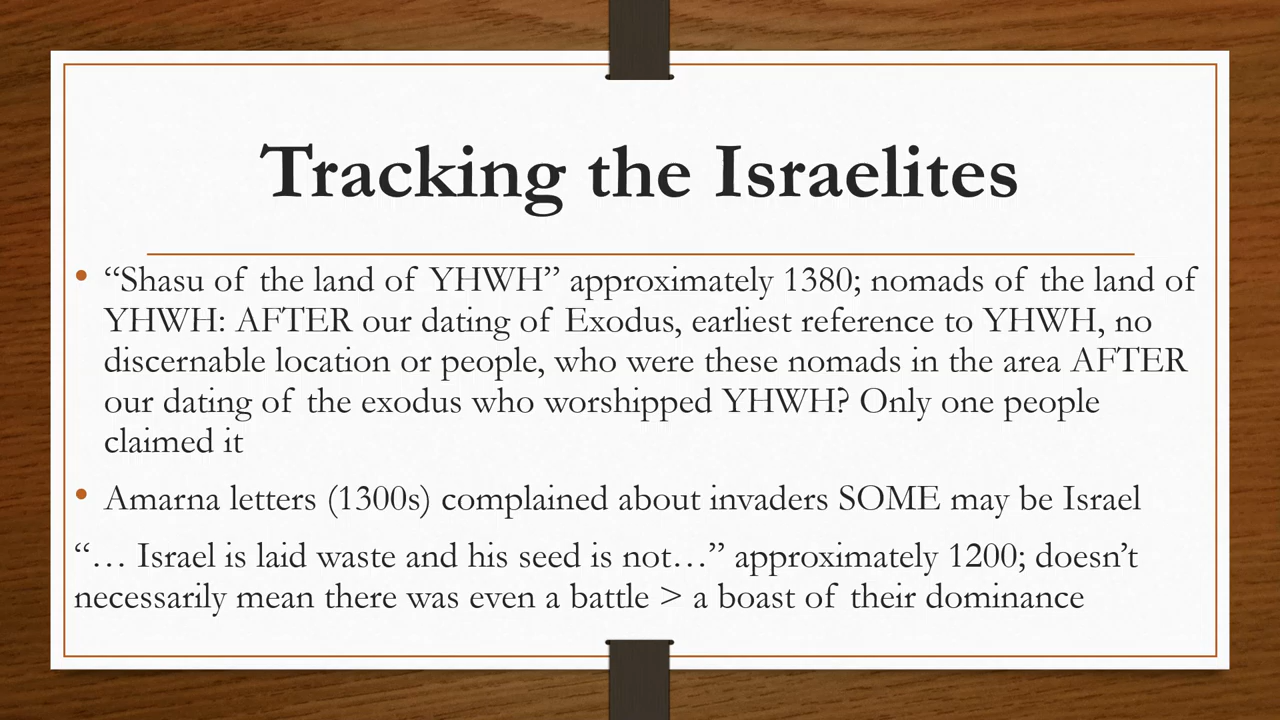 Tracking the Israelites
• “Shasu of the land of YHWH” approximately 1380; nomads of the land of
YHWH: AFTER our dating of Exodus, earliest reference to YHWH, no
discernable location or people, who were these nomads in the area AFTER
our dating of the exodus who worshipped YHWH? Only one people
claimed it
• Amarna letters (1300s) complained about invaders SOME may be Israel
“… Israel is laid waste and his seed is not…” approximately 1200; doesn’t
necessarily mean there was even a battle > a boast of their dominance